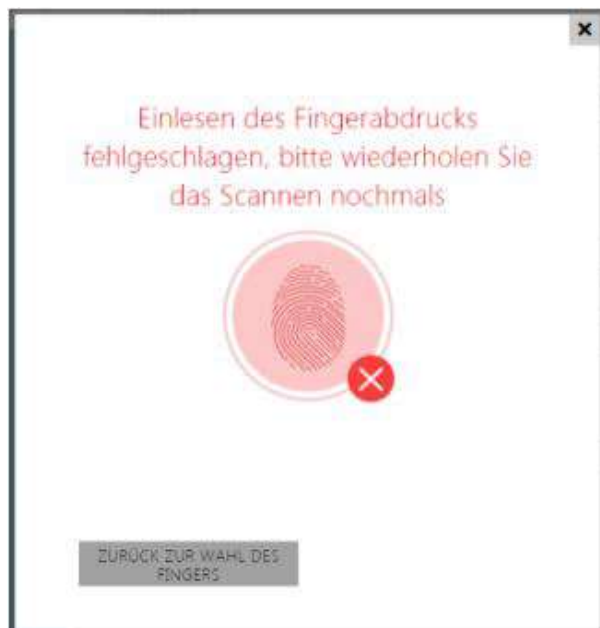 Einlesen des Fingerabdrucks
fehlgeschlagen, bitte wiederholen Sie
das Scannen nochmals
ZURÜCK ZUR WAHL DES
FINGERS